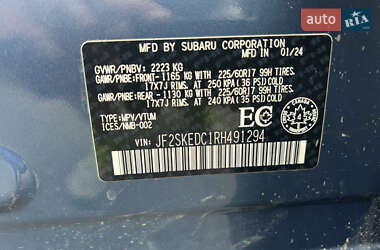 auto RIA
.com
MFD BY SUBARU CORPORATION
GVWR/PNBV: 2223 KG
MFD IN 01/24
GAWR/PNBE:FRONT-1165 KG WITH 225/60R17 99H TIRES,
17X7J RIMS, AT 250 KPA (36 PSI) COLD
GAWR/PNBE:REAR -1130 KG WITH 225/60R17 99H TIRES,
17X7J RIMS, AT 240 KPA (35 PSI) COLD
TYPE:MPV/VTUM
ICES/NMB-002
EC
4
VIN: JF2SKEDC1RH491294